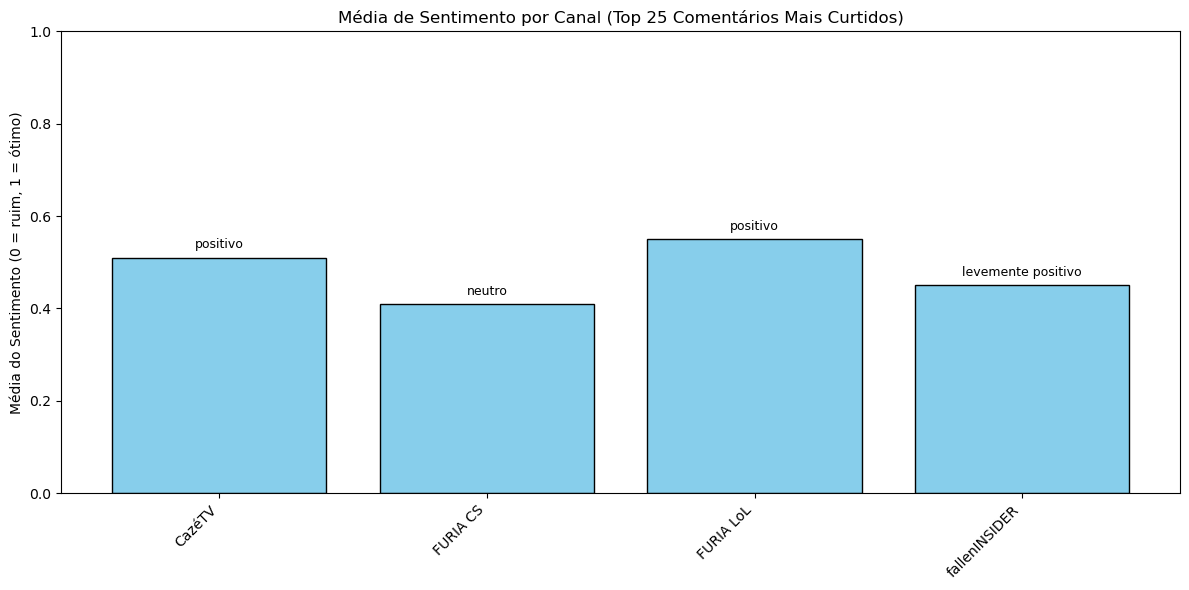 Média de Sentimento por Canal (Top 25 Comentários Mais Curtidos)
Média do Sentimento (0 = ruim, 1 = ótimo)
1.0
0.8
0.6
0.4
0.2
0.0
positivo
neutro
positivo
levemente positivo
CazéTV
FURIA CS
FURIA LoL
fallenINSIDER